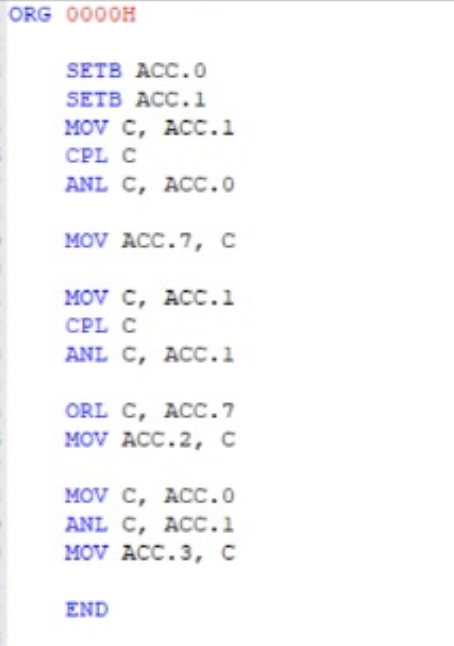 ORG 0000H
SETB ACC.0
SETB ACC.1
MOV C, ACC.1
CPL C
ANL C, ACC.0
MOV ACC.7, C
MOV C, ACC.1
CPL C
ANL C, ACC.1
ORL C, ACC.7
MOV ACC.2, C
MOV C, ACC.0
ANL C, ACC.1
MOV ACC.3, C
END